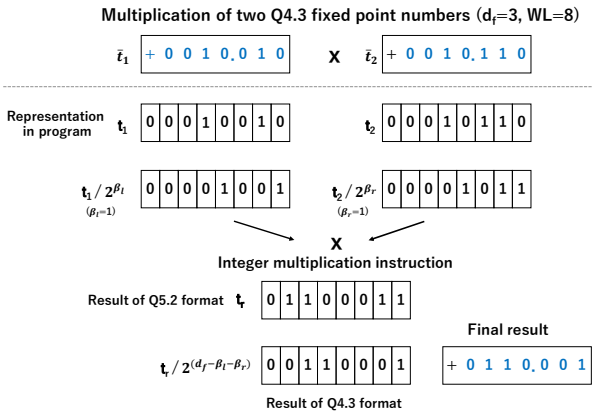 Multiplication of two Q4.3 fixed point numbers (d_f=3, WL=8)
t̄₁ + 0 0 1 0.0 1 0 X t̄₂ + 0 0 1 0.1 1 0
Representation
in program
t₁ 0 0 0 1 0 0 1 0 t₂ 0 0 0 1 0 1 1 0
t₁/2^{β_l} 0 0 0 0 1 0 0 1 t₂/2^{β_r} 0 0 0 0 1 0 1 1
(β_l=1) (β_r=1)
X
Integer multiplication instruction
Result of Q5.2 format t_r 0 1 1 0 0 0 1 1
Final result
t_r/2^{(d_f−β_l−β_r)} 0 0 1 1 0 0 0 1 + 0 1 1 0.0 0 1
Result of Q4.3 format